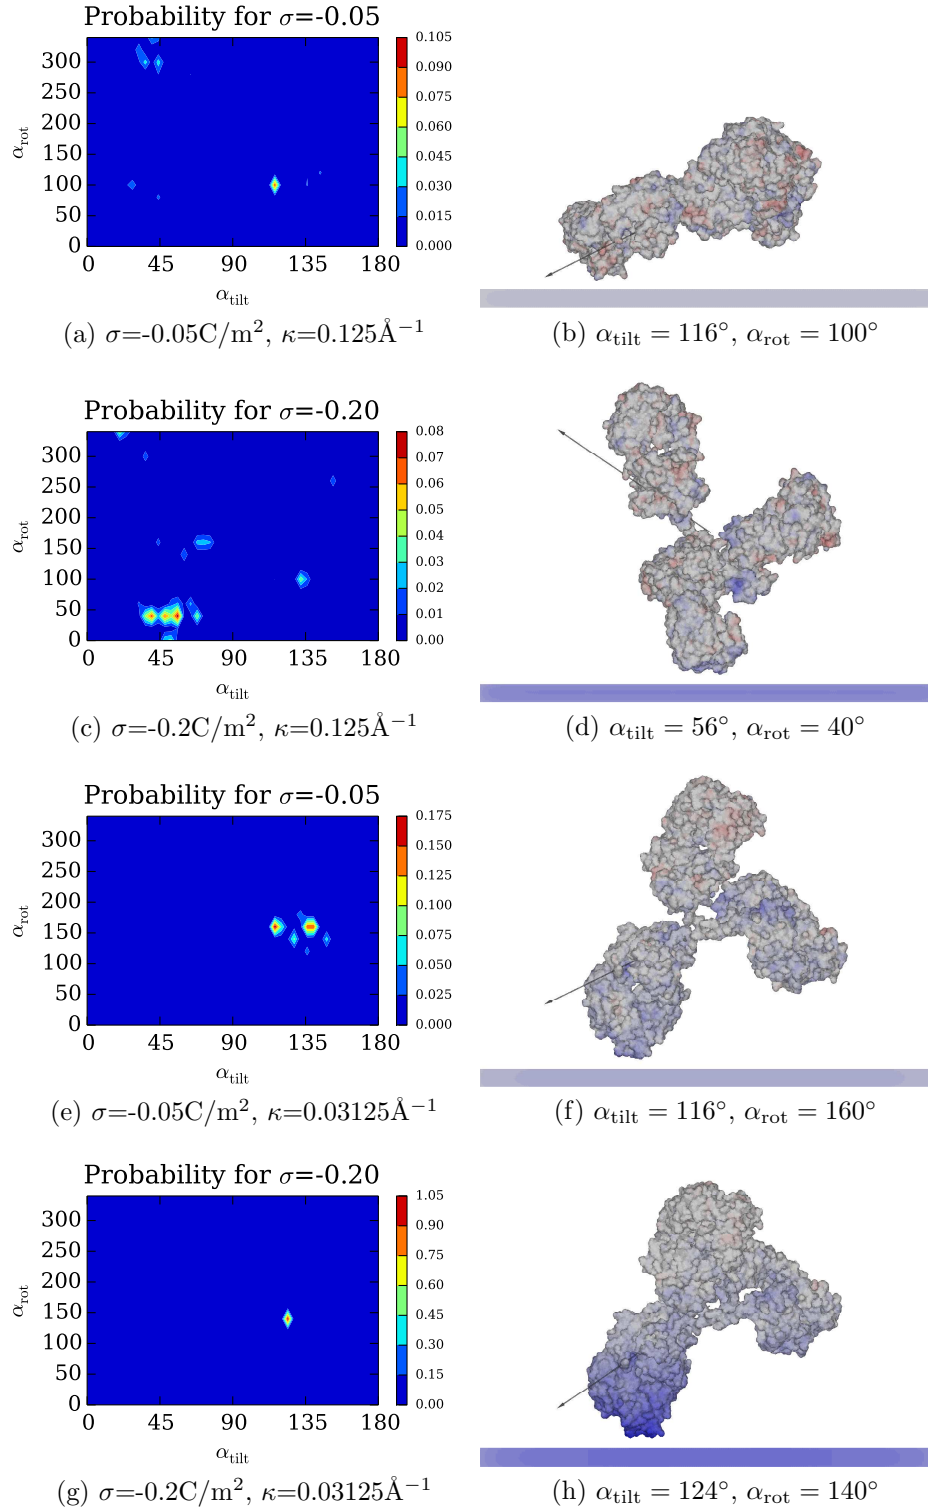 Probability for σ=-0.05
300
250
200
150
100
50
0
α_rot
0 45 90 135 180
α_tilt
0.105
0.090
0.075
0.060
0.045
0.030
0.015
0.000
(a) σ=-0.05C/m², κ=0.125Å⁻¹
(b) α_tilt = 116°, α_rot = 100°
Probability for σ=-0.20
300
250
200
150
100
50
0
α_rot
0 45 90 135 180
α_tilt
0.08
0.07
0.06
0.05
0.04
0.03
0.02
0.01
0.00
(c) σ=-0.2C/m², κ=0.125Å⁻¹
(d) α_tilt = 56°, α_rot = 40°
Probability for σ=-0.05
300
250
200
150
100
50
0
α_rot
0 45 90 135 180
α_tilt
0.175
0.150
0.125
0.100
0.075
0.050
0.025
0.000
(e) σ=-0.05C/m², κ=0.03125Å⁻¹
(f) α_tilt = 116°, α_rot = 160°
Probability for σ=-0.20
300
250
200
150
100
50
0
α_rot
0 45 90 135 180
α_tilt
1.05
0.90
0.75
0.60
0.45
0.30
0.15
0.00
(g) σ=-0.2C/m², κ=0.03125Å⁻¹
(h) α_tilt = 124°, α_rot = 140°